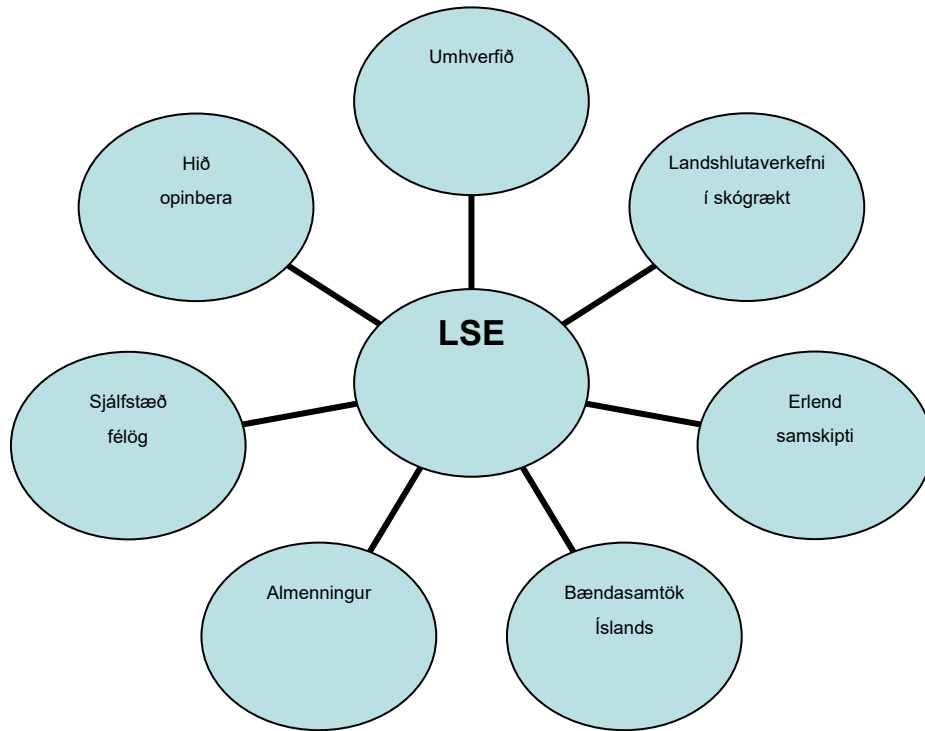 Umhverfið
Hið
opinbera
Landshlutaverkefni
í skógrækt
LSE
Sjálfstæð
félög
Erlend
samskipti
Almenningur
Bændasamtök
Íslands